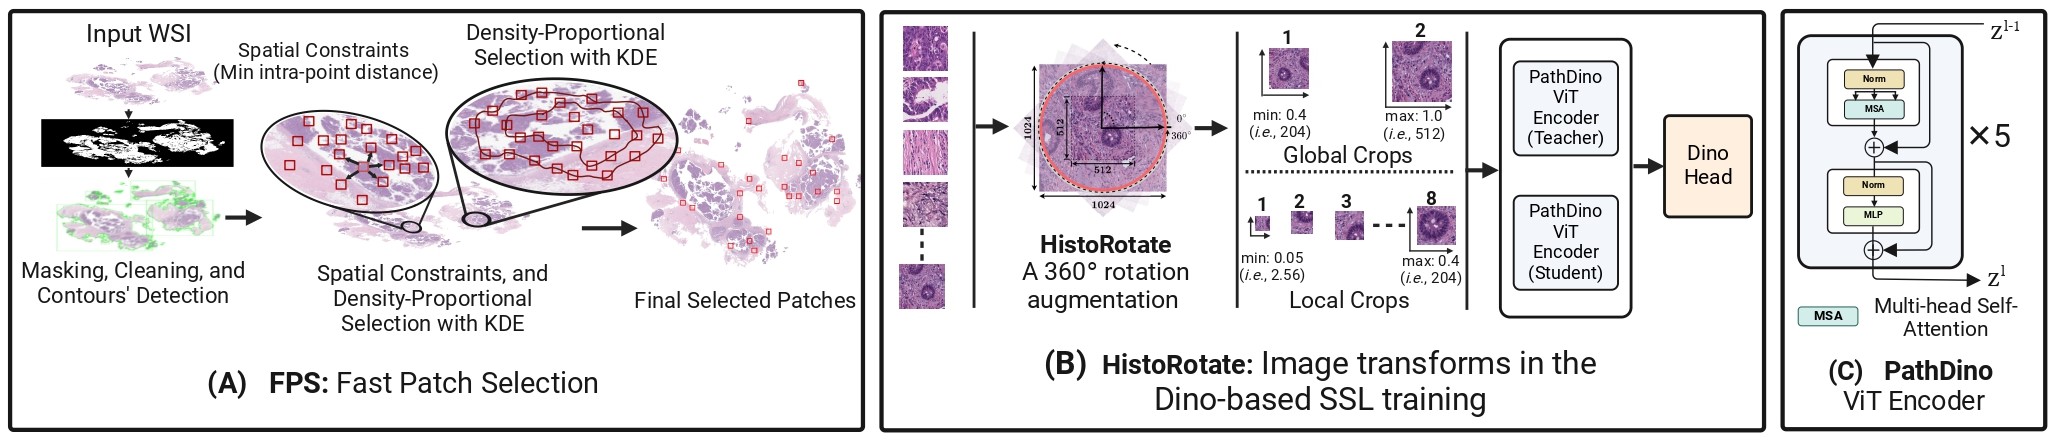 Input WSI
Spatial Constraints
(Min intra-point distance)
Density-Proportional
Selection with KDE
Masking, Cleaning, and
Contours' Detection
Spatial Constraints, and
Density-Proportional
Selection with KDE
Final Selected Patches
(A) FPS: Fast Patch Selection
1024
512
512
1024
0°
360°
HistoRotate
A 360° rotation
augmentation
1
2
min: 0.4
(i.e., 204)
max: 1.0
(i.e., 512)
Global Crops
1
2
3
8
min: 0.05
(i.e., 2.56)
max: 0.4
(i.e., 204)
Local Crops
PathDino
ViT
Encoder
(Teacher)
PathDino
ViT
Encoder
(Student)
Dino
Head
(B) HistoRotate: Image transforms in the
Dino-based SSL training
z^{l-1}
Norm
MSA
+
Norm
MLP
+
×5
z^l
MSA
Multi-head Self-
Attention
(C) PathDino
ViT Encoder